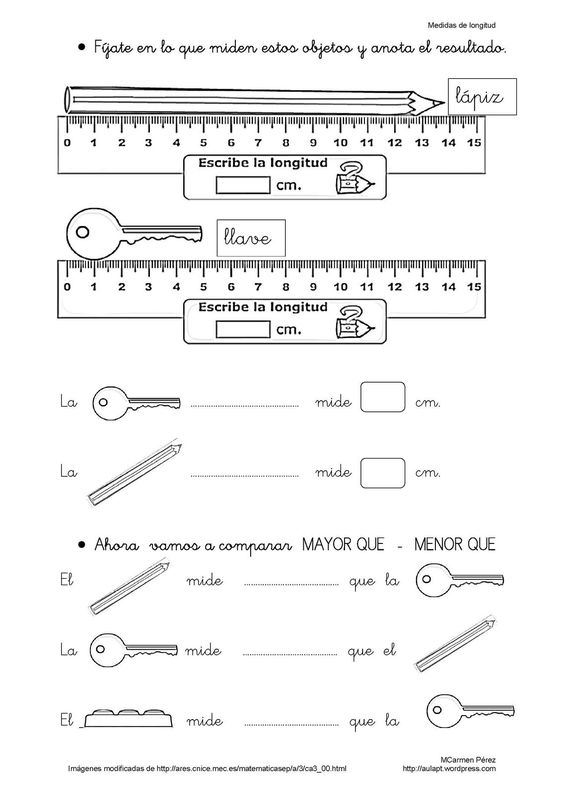 Medidas de longitud
• Fíjate en lo que miden estos objetos y anota el resultado.
lápiz
0 1 2 3 4 5 6 7 8 9 10 11 12 13 14 15
Escribe la longitud
cm.
llave
0 1 2 3 4 5 6 7 8 9 10 11 12 13 14 15
Escribe la longitud
cm.
La ................................ mide cm.
La ................................ mide cm.
• Ahora vamos a comparar MAYOR QUE - MENOR QUE
El mide ............................ que la
La mide ............................ que el
El mide ............................ que la
MCarmen Pérez
Imágenes modificadas de http://ares.cnice.mec.es/matematicasep/a/3/ca3_00.html http://aulapt.wordpress.com